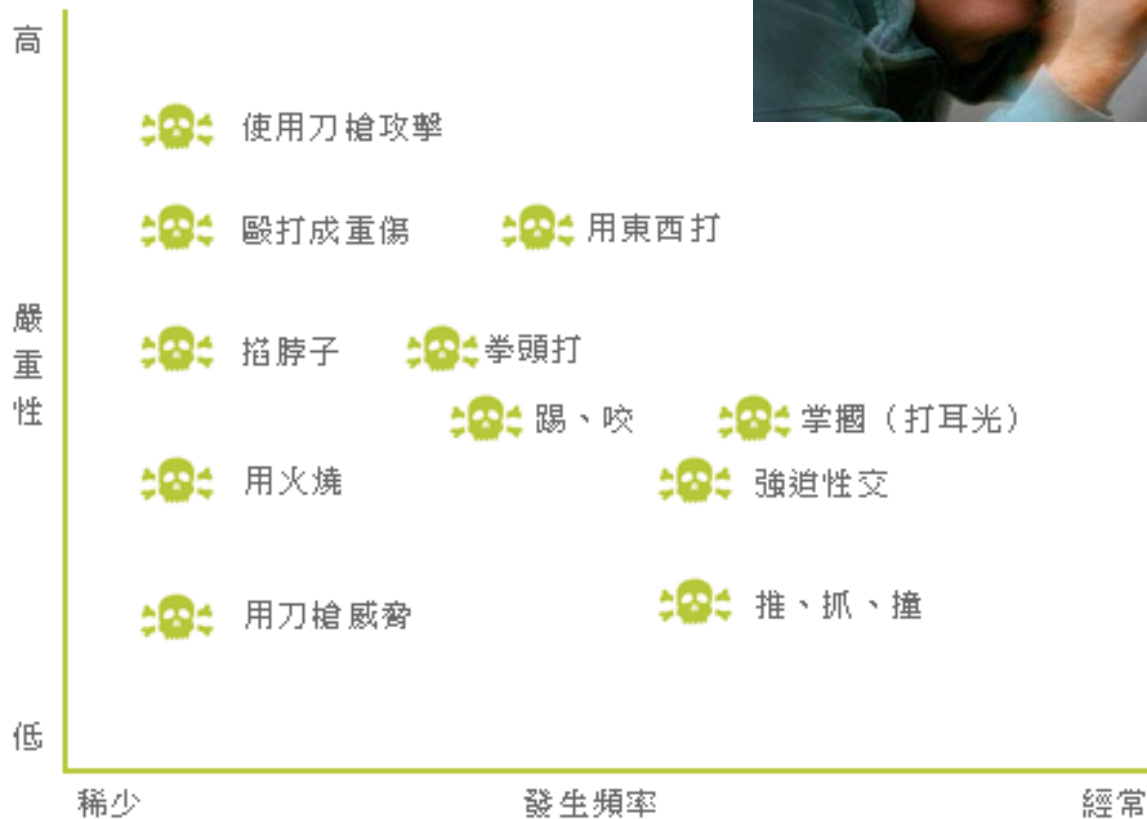 高
使用刀槍攻擊
毆打成重傷
用東西打
嚴重性
掐脖子
拳頭打
踢、咬
掌摑（打耳光）
用火燒
強迫性交
用刀槍威脅
推、抓、撞
低
稀少
發生頻率
經常